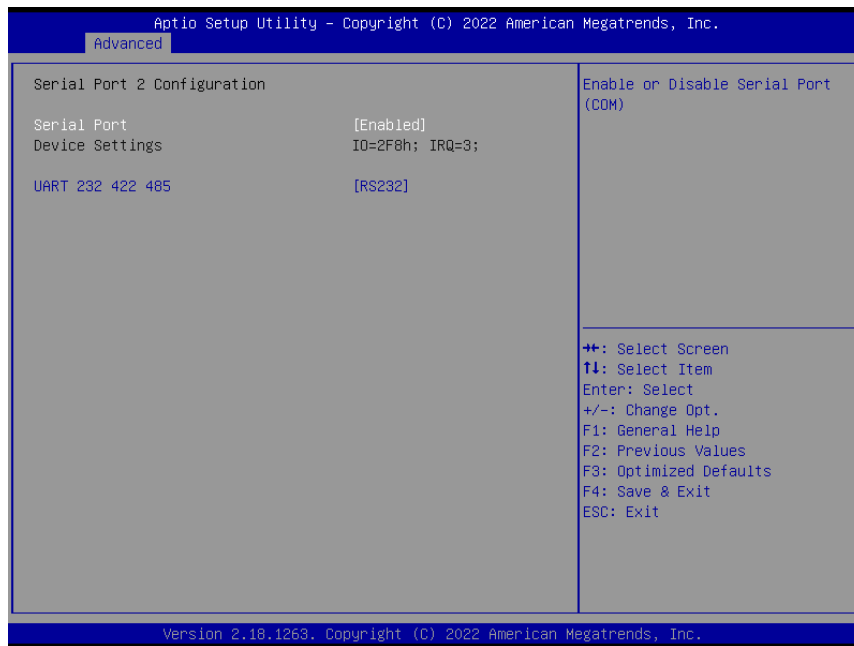 Aptio Setup Utility – Copyright (C) 2022 American Megatrends, Inc.
Advanced
Serial Port 2 Configuration
Serial Port [Enabled]
Device Settings IO=2F8h; IRQ=3;
UART 232 422 485 [RS232]
Enable or Disable Serial Port
(COM)
→←: Select Screen
↑↓: Select Item
Enter: Select
+/-: Change Opt.
F1: General Help
F2: Previous Values
F3: Optimized Defaults
F4: Save & Exit
ESC: Exit
Version 2.18.1263. Copyright (C) 2022 American Megatrends, Inc.